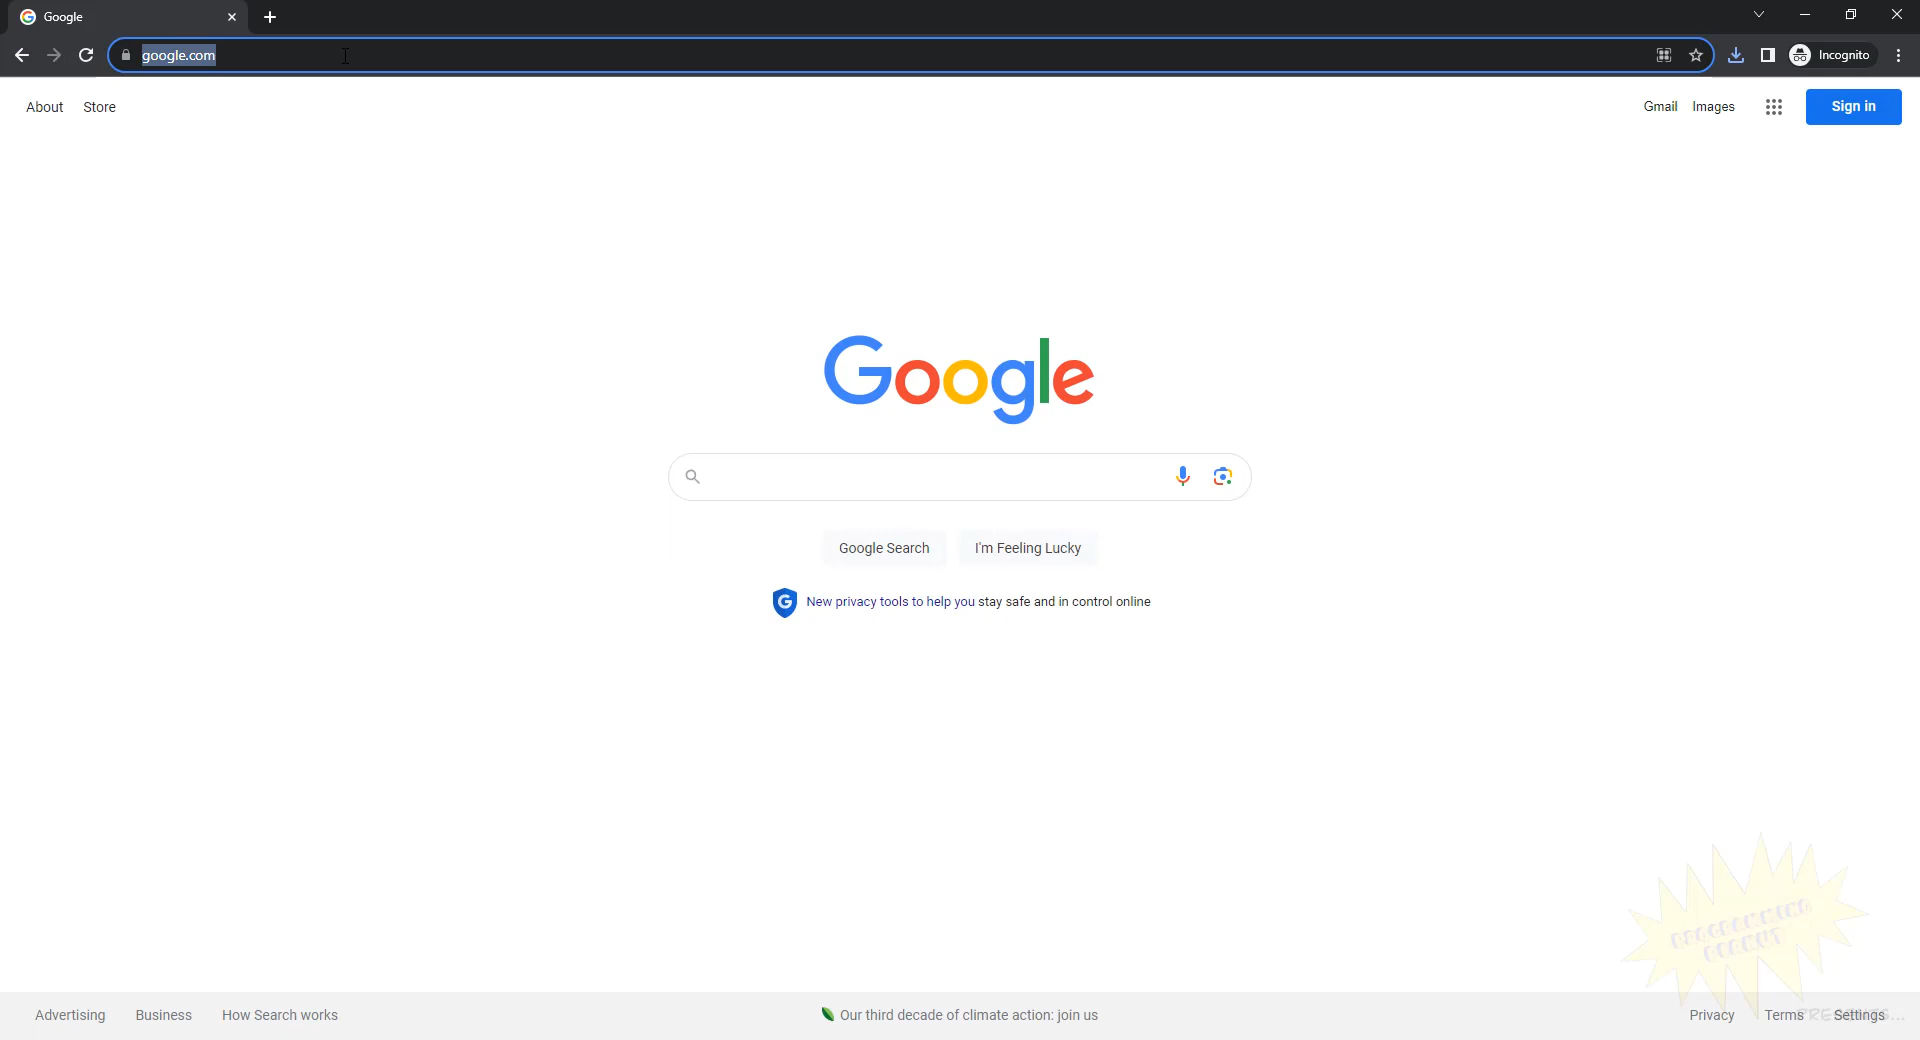 Google
google.com
Incognito
About Store
Gmail Images
Sign in
Google
Google Search
I'm Feeling Lucky
New privacy tools to help you stay safe and in control online
Advertising Business How Search works
Our third decade of climate action: join us
Privacy Terms Settings